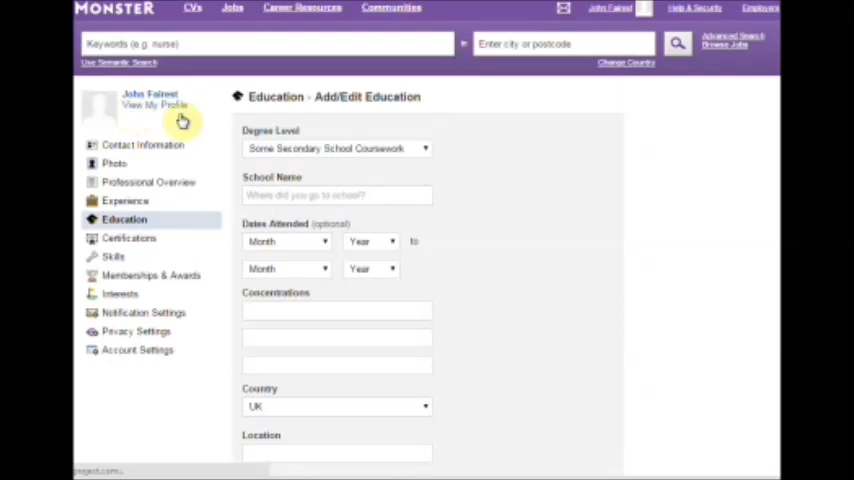 MONSTER CVs Jobs Career Resources Communities John Fairest Help & Security Employers
Keywords (e.g. nurse) in Enter city or postcode Advanced Search
Browse Jobs
Use Semantic Search Change Country
John Fairest
View My Profile
Education - Add/Edit Education
Degree Level
Contact Information
Some Secondary School Coursework
Photo
School Name
Professional Overview
Where did you go to school?
Experience
Education
Dates Attended (optional)
Certifications
Month Year to
Skills
Month Year
Memberships & Awards
Interests
Concentrations
Notification Settings
Privacy Settings
Account Settings
Country
UK
Location